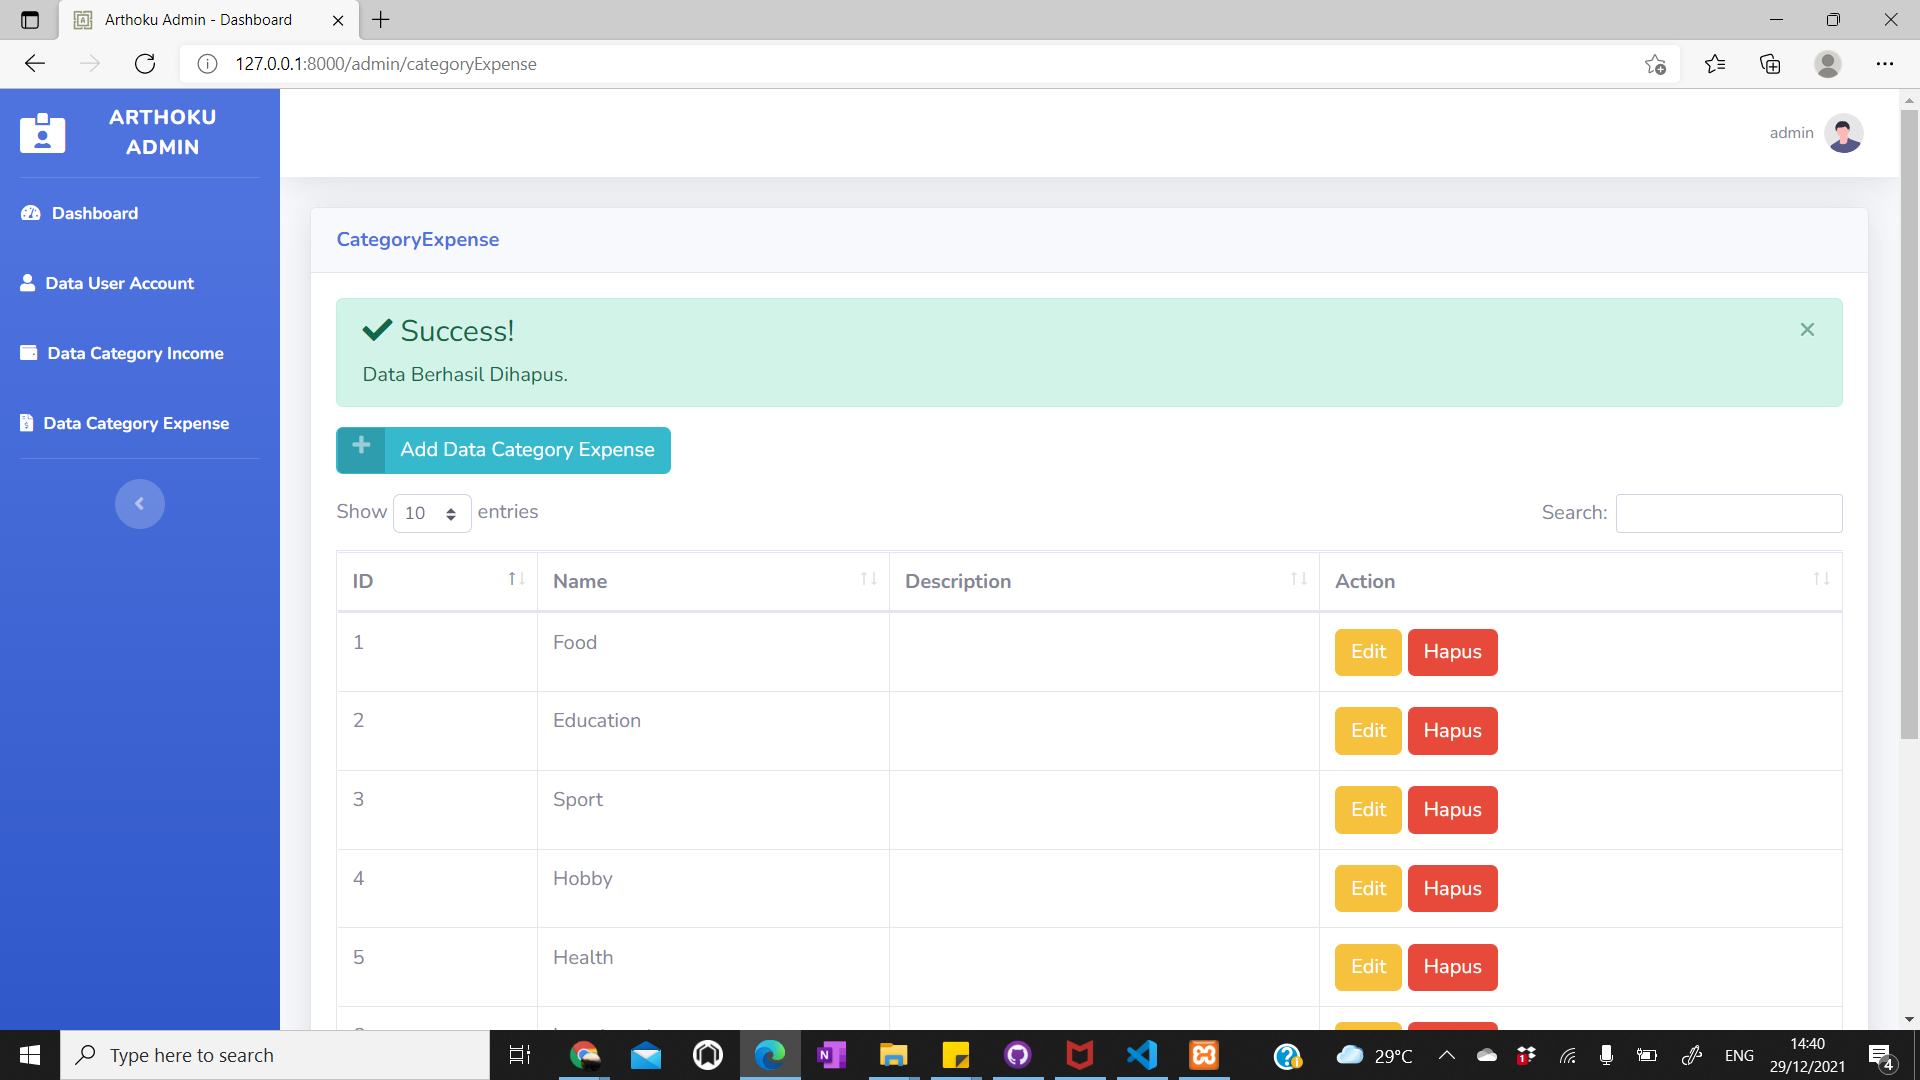 Arthoku Admin - Dashboard
127.0.0.1:8000/admin/categoryExpense
ARTHOKU
ADMIN
admin
Dashboard
Data User Account
Data Category Income
Data Category Expense
CategoryExpense
Success!
Data Berhasil Dihapus.
Add Data Category Expense
Show 10 entries
Search:
ID Name Description Action
1 Food Edit Hapus
2 Education Edit Hapus
3 Sport Edit Hapus
4 Hobby Edit Hapus
5 Health Edit Hapus
Type here to search
29°C
ENG
14:40
29/12/2021
4